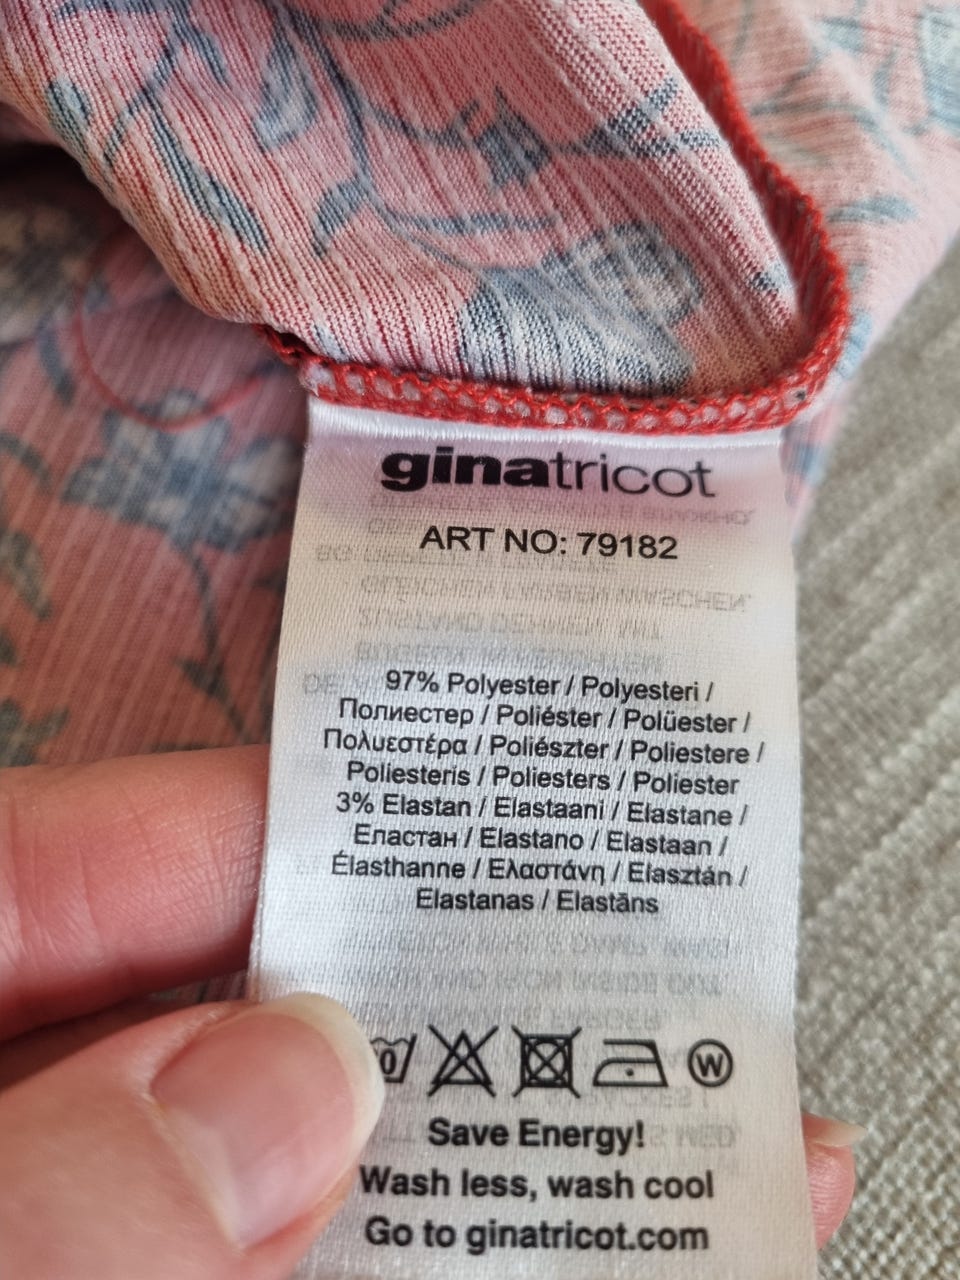 ginatricot
ART NO: 79182
97% Polyester / Polyesteri /
Полиестер / Poliéster / Polüester /
Πολυεστέρα / Poliészter / Poliestere /
Poliesteris / Poliesters / Poliester
3% Elastan / Elastaani / Elastane /
Еластан / Elastano / Elastaan /
Élasthanne / Ελαστάνη / Elasztán /
Elastanas / Elastāns
W
Save Energy!
Wash less, wash cool
Go to ginatricot.com